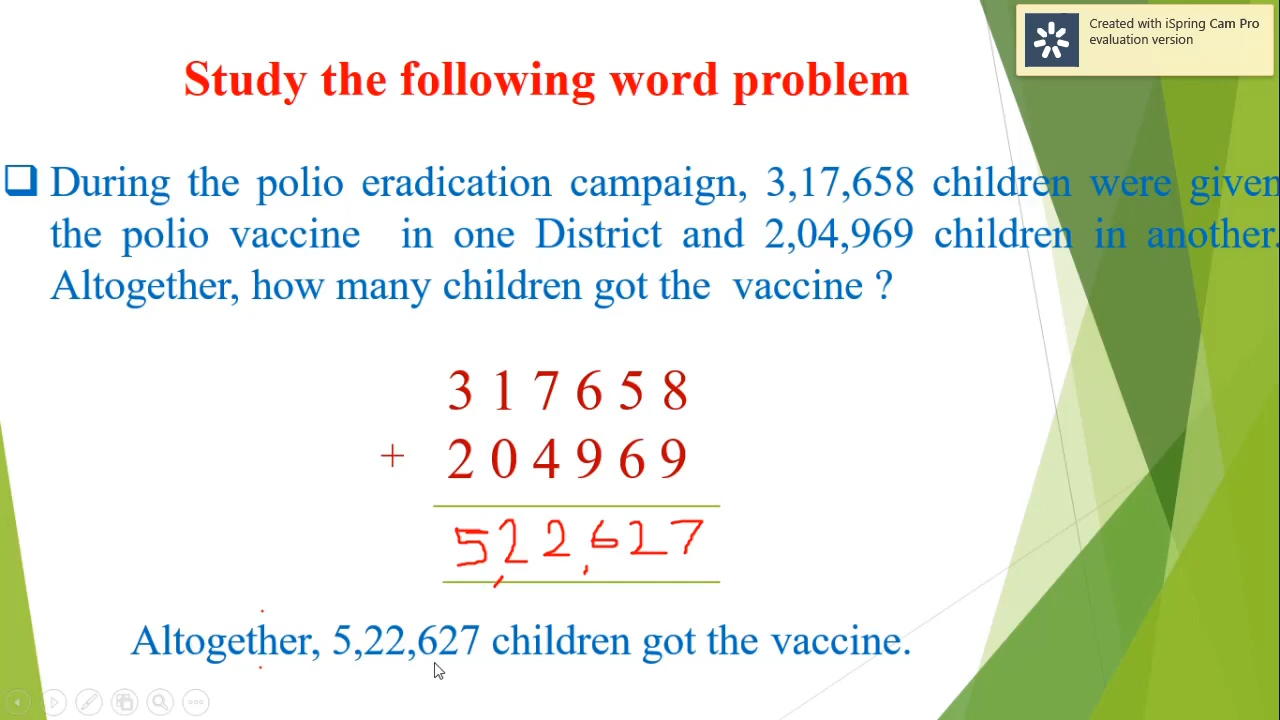 Created with iSpring Cam Pro
evaluation version
Study the following word problem
During the polio eradication campaign, 3,17,658 children were given
the polio vaccine in one District and 2,04,969 children in another.
Altogether, how many children got the vaccine ?
3 1 7 6 5 8
+ 2 0 4 9 6 9
5,22,627
Altogether, 5,22,627 children got the vaccine.